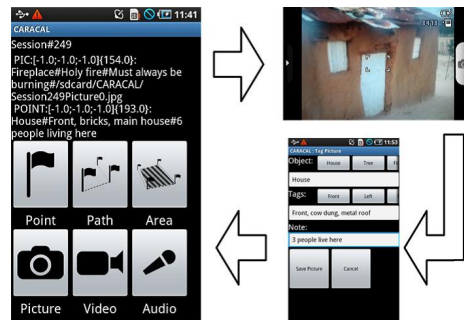 11:41
CARACAL
Session#249
PIC:[-1.0;-1.0;-1.0]{154.0}:
Fireplace#Holy fire#Must always be
burning#/sdcard/CARACAL/
Session249Picture0.jpg
POINT:[-1.0;-1.0;-1.0]{193.0}:
House#Front, bricks, main house#6
people living here
Point Path Area
Picture Video Audio
11:53
CARACAL: Tag Picture
Object: House Tree
House
Tags: Front Left
Front, cow dung, metal roof
Note:
3 people live here
Save Picture Cancel